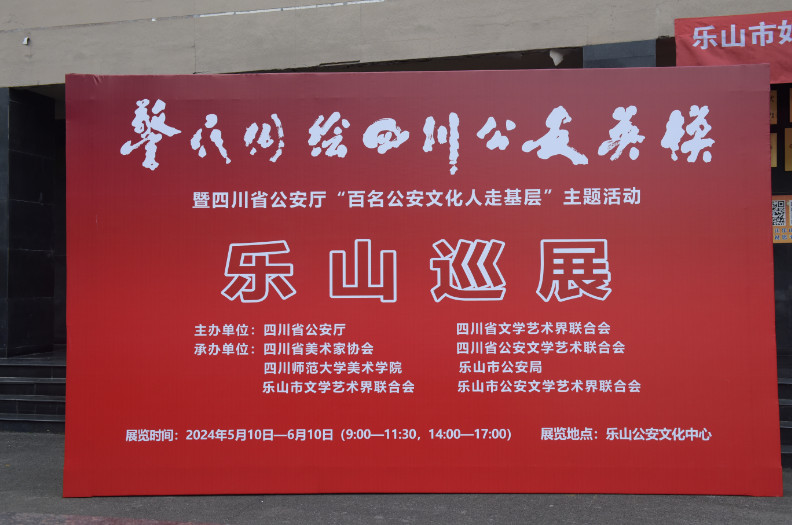 乐山市
警民同绘四川公安英模
暨四川省公安厅“百名公安文化人走基层”主题活动
乐山巡展
主办单位：四川省公安厅 四川省文学艺术界联合会
承办单位：四川省美术家协会 四川省公安文学艺术联合会
四川师范大学美术学院 乐山市公安局
乐山市文学艺术界联合会 乐山市公安文学艺术界联合会
展览时间：2024年5月10日—6月10日（9:00—11:30，14:00—17:00） 展览地点：乐山公安文化中心